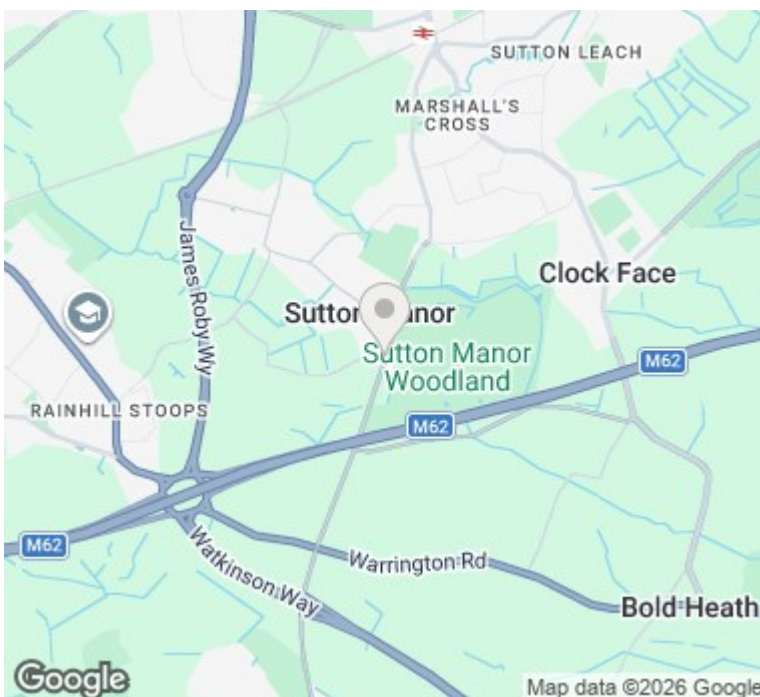 SUTTON LEACH
MARSHALL'S
CROSS
James Roby Wy
Clock Face
Sutton Manor
Sutton Manor
Woodland
M62
RAINHILL STOOPS
M62
M62
Watkinson Way
Warrington Rd
Bold Heath
Google
Map data ©2026 Google